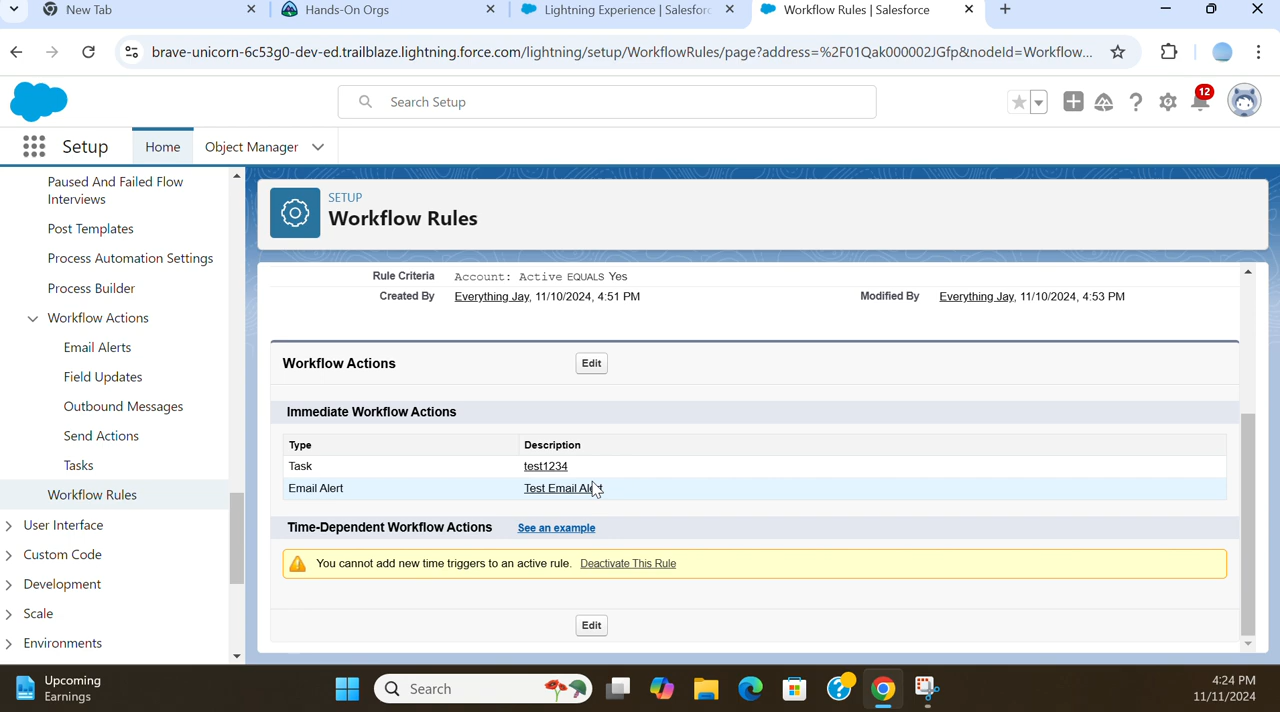 New Tab
Hands-On Orgs
Lightning Experience | Salesforc
Workflow Rules | Salesforce
brave-unicorn-6c53g0-dev-ed.trailblaze.lightning.force.com/lightning/setup/WorkflowRules/page?address=%2F01Qak000002JGfp&nodeId=Workflow...
Search Setup
12
Setup
Home
Object Manager
Paused And Failed Flow
Interviews
Post Templates
Process Automation Settings
Process Builder
Workflow Actions
Email Alerts
Field Updates
Outbound Messages
Send Actions
Tasks
Workflow Rules
User Interface
Custom Code
Development
Scale
Environments
SETUP
Workflow Rules
Rule Criteria Account: Active EQUALS Yes
Created By Everything Jay, 11/10/2024, 4:51 PM
Modified By Everything Jay, 11/10/2024, 4:53 PM
Workflow Actions
Edit
Immediate Workflow Actions
Type Description
Task test1234
Email Alert Test Email Alert
Time-Dependent Workflow Actions See an example
You cannot add new time triggers to an active rule. Deactivate This Rule
Edit
Upcoming
Earnings
Search
4:24 PM
11/11/2024